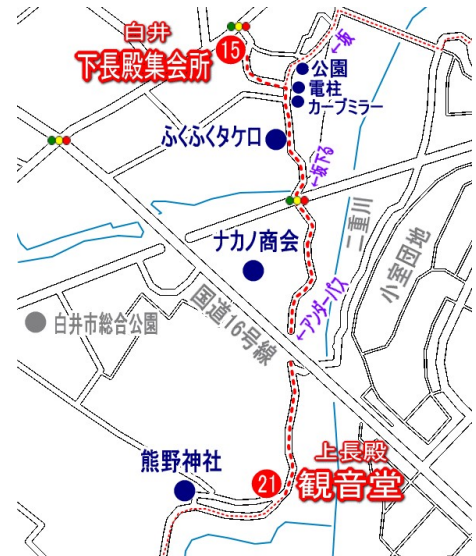 白井
下長殿集会所
15
←坂
公園
電柱
カーブミラー
ふくふくタケロ
←坂下る
二重川
ナカノ商会
小室団地
←アンダーパス
国道16号線
白井市総合公園
熊野神社
上長殿
21
観音堂